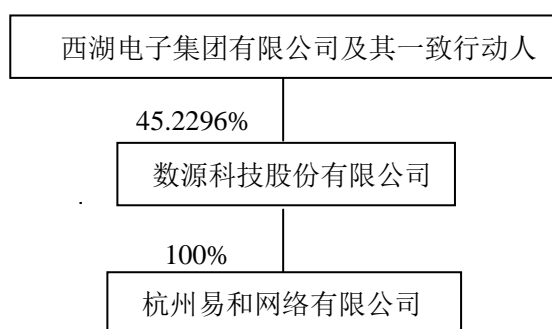 西湖电子集团有限公司及其一致行动人
45.2296%
数源科技股份有限公司
100%
杭州易和网络有限公司